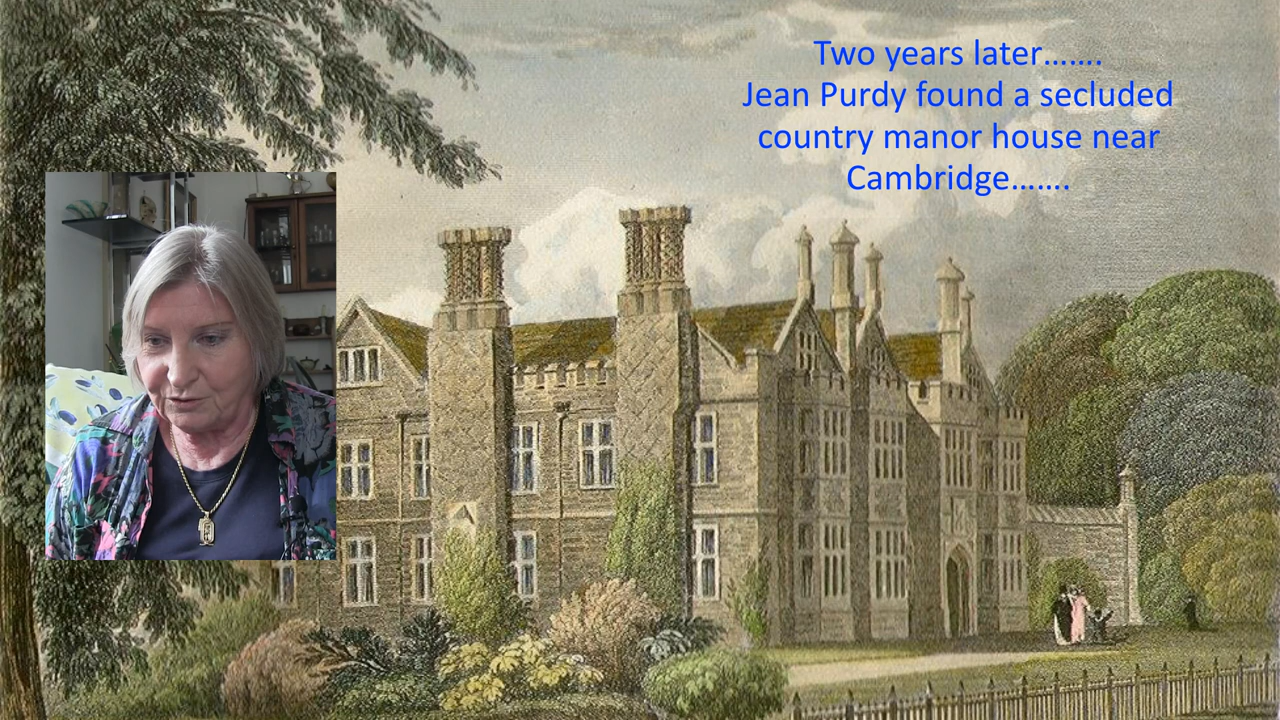 Two years later…….
Jean Purdy found a secluded
country manor house near
Cambridge…….